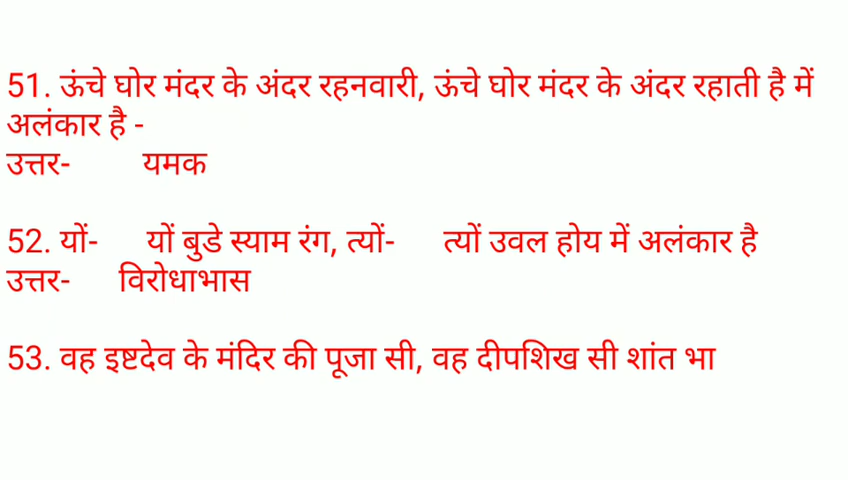 51. ऊंचे घोर मंदर के अंदर रहनवारी, ऊंचे घोर मंदर के अंदर रहाती है में
अलंकार है -
उत्तर- यमक
52. यों- यों बुडे स्याम रंग, त्यों- त्यों उवल होय में अलंकार है
उत्तर- विरोधाभास
53. वह इष्टदेव के मंदिर की पूजा सी, वह दीपशिख सी शांत भा